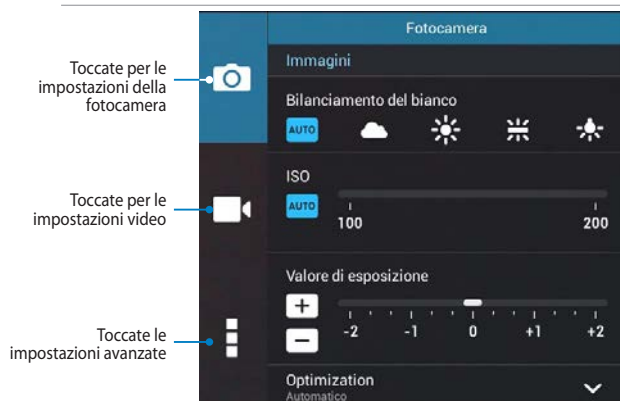 Toccate per le
impostazioni della
fotocamera
Toccate per le
impostazioni video
Toccate le
impostazioni avanzate
Fotocamera
Immagini
Bilanciamento del bianco
AUTO
ISO
AUTO
100 200
Valore di esposizione
+
-2 -1 0 +1 +2
−
Optimization
Automatico